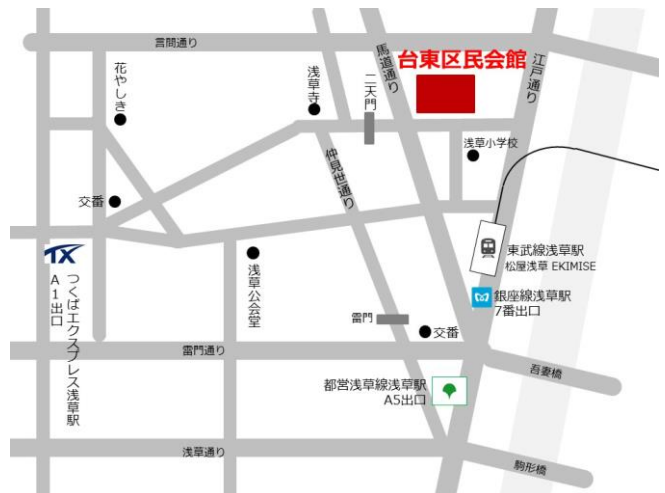 言問通り
馬道通り
台東区民会館
江戸通り
花やしき
浅草寺
二天門
浅草小学校
仲見世通り
交番
TX
つくばエクスプレス浅草駅
A1出口
浅草公会堂
東武線浅草駅
松屋浅草 EKIMISE
銀座線浅草駅
7番出口
雷門
交番
雷門通り
吾妻橋
都営浅草線浅草駅
A5出口
浅草通り
駒形橋